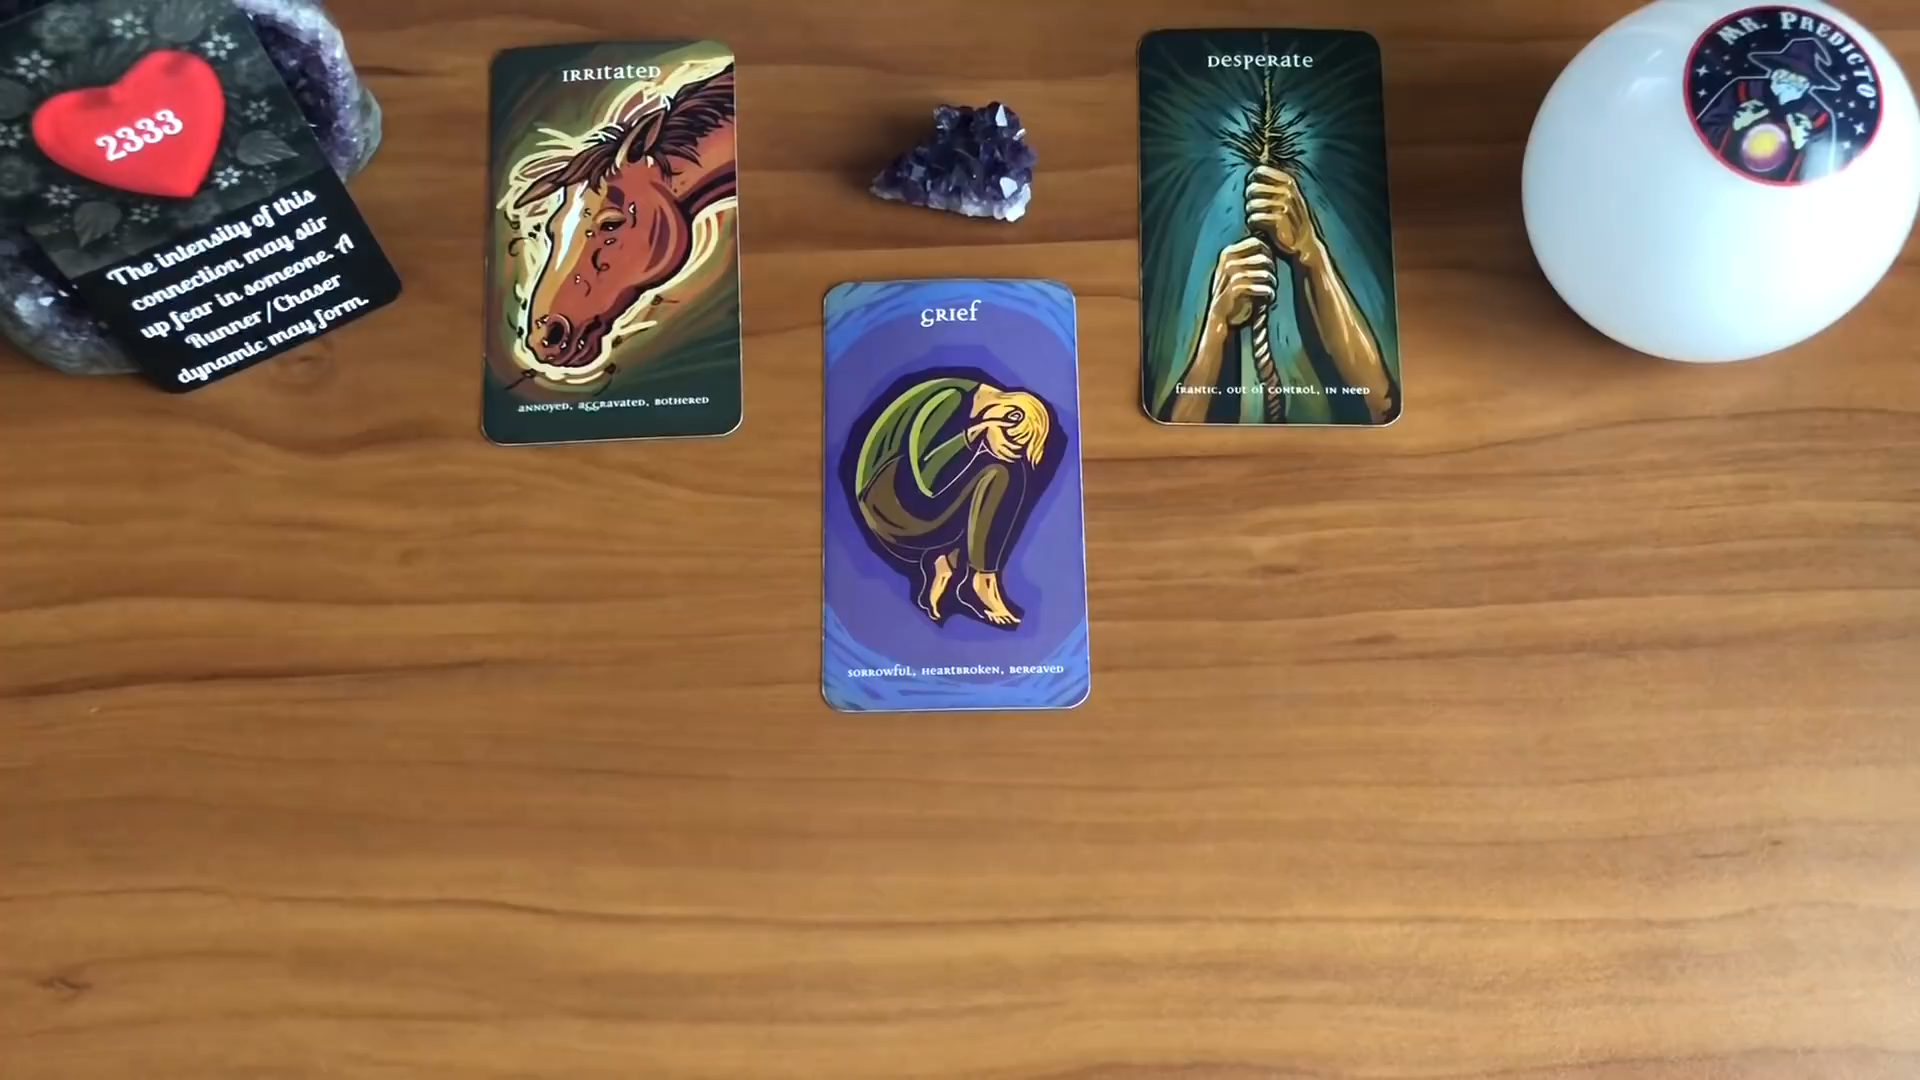 2333
The intensity of this
connection may stir
up fear in someone. A
Runner/Chaser
dynamic may form.
IRRitated
annoyed, aggravated, bothered
grief
sorrowful, heartbroken, bereaved
Desperate
frantic, out of control, in need
MR. PREDICTO